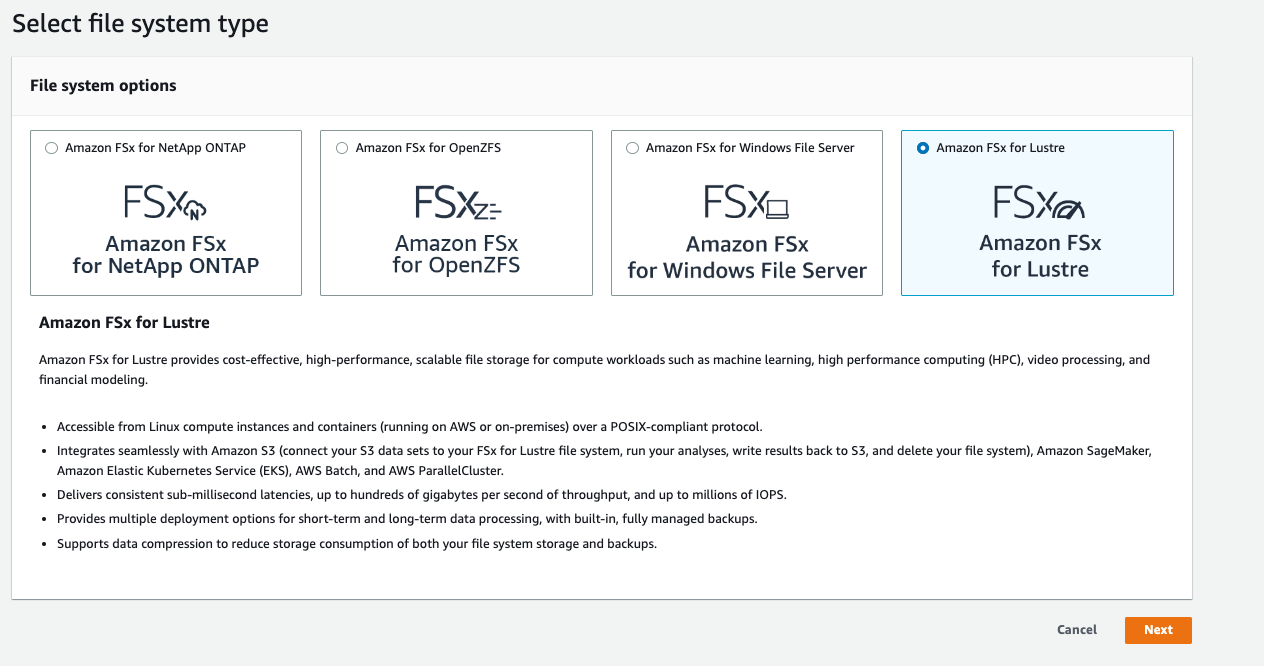 Select file system type
File system options
Amazon FSx for NetApp ONTAP
Amazon FSx for OpenZFS
Amazon FSx for Windows File Server
Amazon FSx for Lustre
FSx N
Amazon FSx
for NetApp ONTAP
FSx Z
Amazon FSx
for OpenZFS
FSx
Amazon FSx
for Windows File Server
FSx
Amazon FSx
for Lustre
Amazon FSx for Lustre
Amazon FSx for Lustre provides cost-effective, high-performance, scalable file storage for compute workloads such as machine learning, high performance computing (HPC), video processing, and
financial modeling.
• Accessible from Linux compute instances and containers (running on AWS or on-premises) over a POSIX-compliant protocol.
• Integrates seamlessly with Amazon S3 (connect your S3 data sets to your FSx for Lustre file system, run your analyses, write results back to S3, and delete your file system), Amazon SageMaker,
Amazon Elastic Kubernetes Service (EKS), AWS Batch, and AWS ParallelCluster.
• Delivers consistent sub-millisecond latencies, up to hundreds of gigabytes per second of throughput, and up to millions of IOPS.
• Provides multiple deployment options for short-term and long-term data processing, with built-in, fully managed backups.
• Supports data compression to reduce storage consumption of both your file system storage and backups.
Cancel
Next